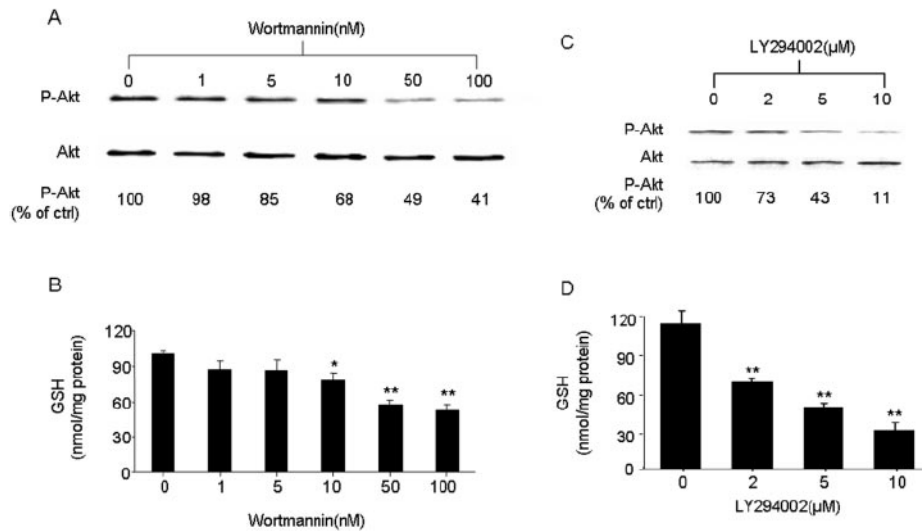 A
Wortmannin(nM)
0 1 5 10 50 100
P-Akt
Akt
P-Akt
(% of ctrl)
100 98 85 68 49 41
C
LY294002(µM)
0 2 5 10
P-Akt
Akt
P-Akt
(% of ctrl)
100 73 43 11
B
GSH
(nmol/mg protein)
120
90
60
30
0
* ** **
0 1 5 10 50 100
Wortmannin(nM)
D
GSH
(nmol/mg protein)
120
90
60
30
0
** ** **
0 2 5 10
LY294002(µM)